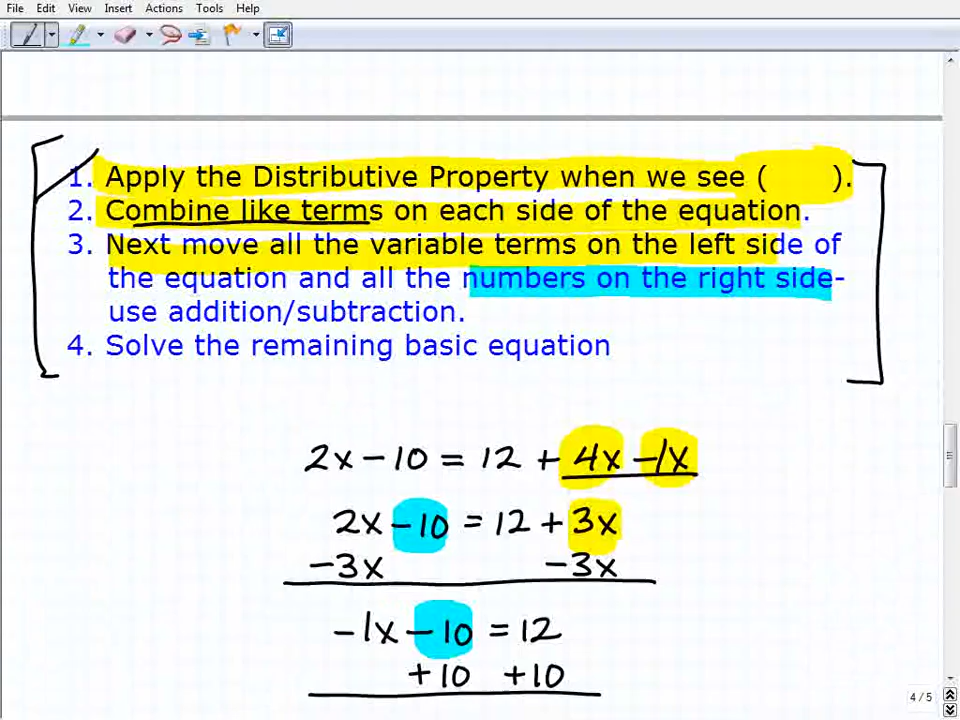 File Edit View Insert Actions Tools Help
1. Apply the Distributive Property when we see ( ).
2. Combine like terms on each side of the equation.
3. Next move all the variable terms on the left side of
the equation and all the numbers on the right side-
use addition/subtraction.
4. Solve the remaining basic equation
2x - 10 = 12 + 4x - 1x
2x - 10 = 12 + 3x
-3x -3x
-1x - 10 = 12
+10 +10
4 / 5